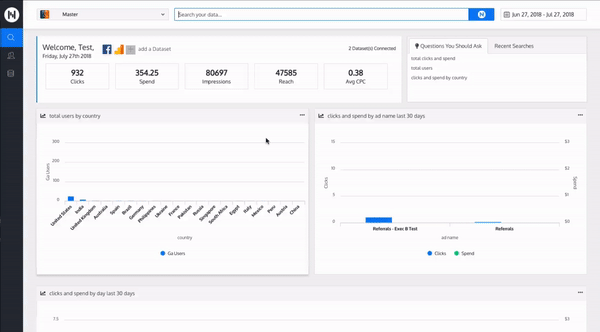 N
Master
Search your data...
N
Jun 27, 2018 - Jul 27, 2018
Welcome, Test,
Friday, July 27th 2018
add a Dataset
2 Dataset(s) Connected
932
Clicks
354.25
Spend
80697
Impressions
47585
Reach
0.38
Avg CPC
Questions You Should Ask
Recent Searches
total clicks and spend
total users
clicks and spend by country
total users by country
300
200
100
0
Ga Users
United States
India
United Kingdom
Australia
Spain
Brazil
Germany
Philippines
Ukraine
France
Pakistan
Russia
Singapore
South Africa
Egypt
Italy
Mexico
Peru
Austria
China
country
Ga Users
clicks and spend by ad name last 30 days
15
10
5
0
Clicks
$3
$2
$1
$0
Spend
Referrals - Exec B Test
Referrals
ad name
Clicks
Spend
clicks and spend by day last 30 days
7.5
$3